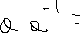 a a^{-1} =